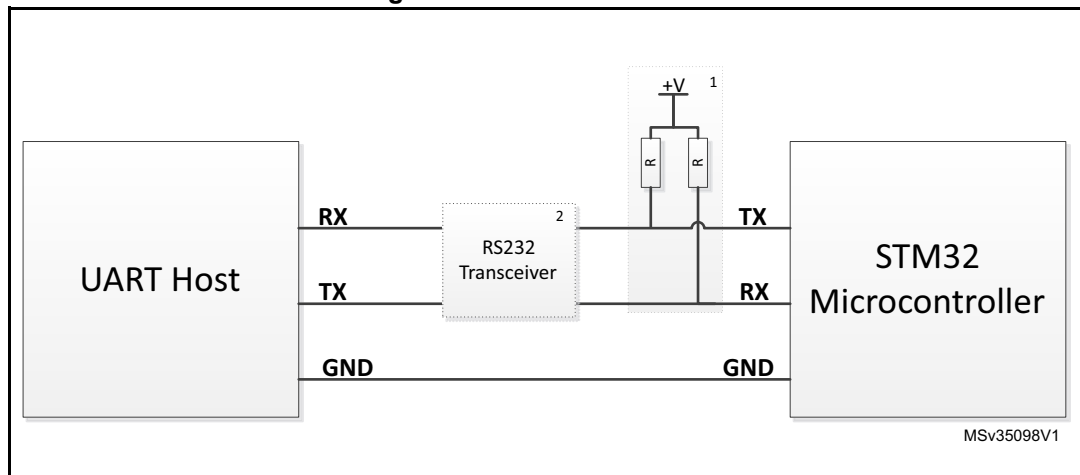 +V 1
R R
RX 2 TX
RS232
Transceiver
UART Host
STM32
Microcontroller
TX RX
GND GND
MSv35098V1